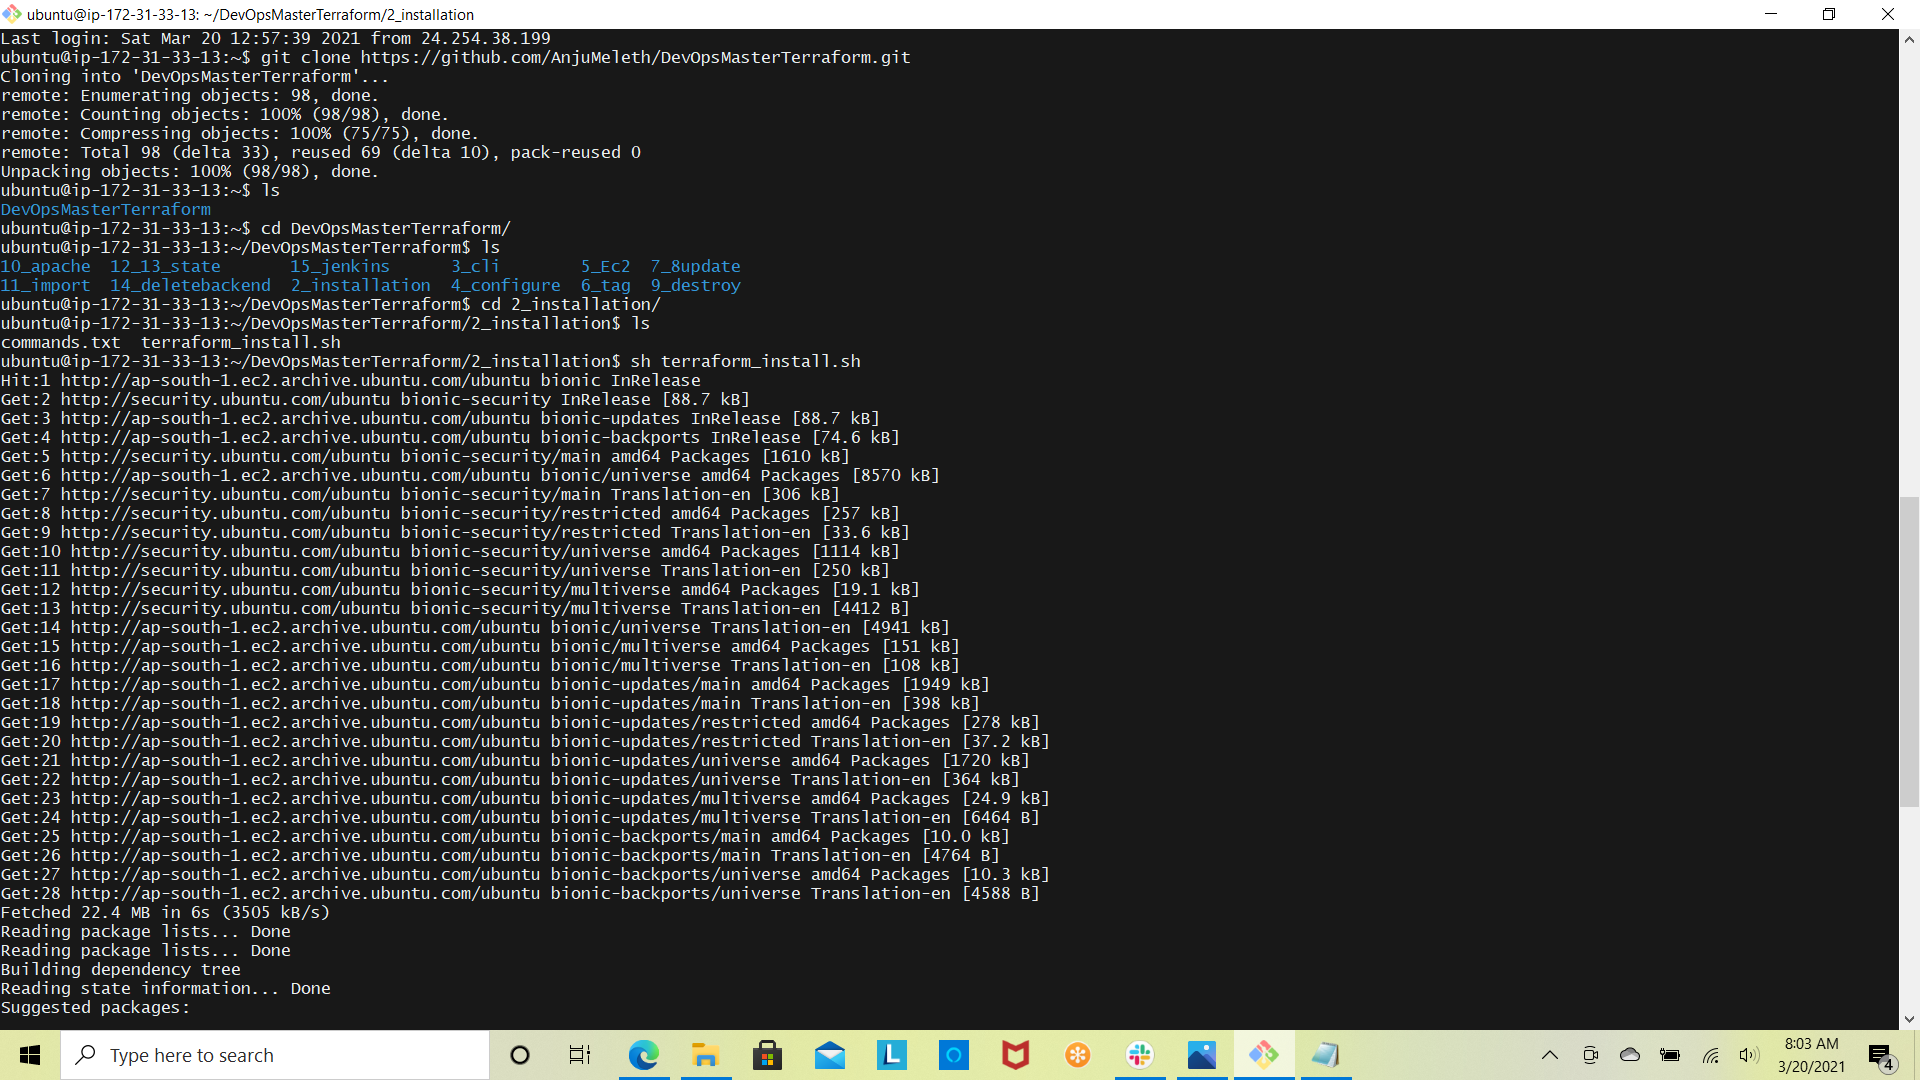 ubuntu@ip-172-31-33-13: ~/DevOpsMasterTerraform/2_installation
Last login: Sat Mar 20 12:57:39 2021 from 24.254.38.199
ubuntu@ip-172-31-33-13:~$ git clone https://github.com/AnjuMeleth/DevOpsMasterTerraform.git
Cloning into 'DevOpsMasterTerraform'...
remote: Enumerating objects: 98, done.
remote: Counting objects: 100% (98/98), done.
remote: Compressing objects: 100% (75/75), done.
remote: Total 98 (delta 33), reused 69 (delta 10), pack-reused 0
Unpacking objects: 100% (98/98), done.
ubuntu@ip-172-31-33-13:~$ ls
DevOpsMasterTerraform
ubuntu@ip-172-31-33-13:~$ cd DevOpsMasterTerraform/
ubuntu@ip-172-31-33-13:~/DevOpsMasterTerraform$ ls
10_apache  12_13_state       15_jenkins      3_cli        5_Ec2  7_8update
11_import  14_deletebackend  2_installation  4_configure  6_tag  9_destroy
ubuntu@ip-172-31-33-13:~/DevOpsMasterTerraform$ cd 2_installation/
ubuntu@ip-172-31-33-13:~/DevOpsMasterTerraform/2_installation$ ls
commands.txt  terraform_install.sh
ubuntu@ip-172-31-33-13:~/DevOpsMasterTerraform/2_installation$ sh terraform_install.sh
Hit:1 http://ap-south-1.ec2.archive.ubuntu.com/ubuntu bionic InRelease
Get:2 http://security.ubuntu.com/ubuntu bionic-security InRelease [88.7 kB]
Get:3 http://ap-south-1.ec2.archive.ubuntu.com/ubuntu bionic-updates InRelease [88.7 kB]
Get:4 http://ap-south-1.ec2.archive.ubuntu.com/ubuntu bionic-backports InRelease [74.6 kB]
Get:5 http://security.ubuntu.com/ubuntu bionic-security/main amd64 Packages [1610 kB]
Get:6 http://ap-south-1.ec2.archive.ubuntu.com/ubuntu bionic/universe amd64 Packages [8570 kB]
Get:7 http://security.ubuntu.com/ubuntu bionic-security/main Translation-en [306 kB]
Get:8 http://security.ubuntu.com/ubuntu bionic-security/restricted amd64 Packages [257 kB]
Get:9 http://security.ubuntu.com/ubuntu bionic-security/restricted Translation-en [33.6 kB]
Get:10 http://security.ubuntu.com/ubuntu bionic-security/universe amd64 Packages [1114 kB]
Get:11 http://security.ubuntu.com/ubuntu bionic-security/universe Translation-en [250 kB]
Get:12 http://security.ubuntu.com/ubuntu bionic-security/multiverse amd64 Packages [19.1 kB]
Get:13 http://security.ubuntu.com/ubuntu bionic-security/multiverse Translation-en [4412 B]
Get:14 http://ap-south-1.ec2.archive.ubuntu.com/ubuntu bionic/universe Translation-en [4941 kB]
Get:15 http://ap-south-1.ec2.archive.ubuntu.com/ubuntu bionic/multiverse amd64 Packages [151 kB]
Get:16 http://ap-south-1.ec2.archive.ubuntu.com/ubuntu bionic/multiverse Translation-en [108 kB]
Get:17 http://ap-south-1.ec2.archive.ubuntu.com/ubuntu bionic-updates/main amd64 Packages [1949 kB]
Get:18 http://ap-south-1.ec2.archive.ubuntu.com/ubuntu bionic-updates/main Translation-en [398 kB]
Get:19 http://ap-south-1.ec2.archive.ubuntu.com/ubuntu bionic-updates/restricted amd64 Packages [278 kB]
Get:20 http://ap-south-1.ec2.archive.ubuntu.com/ubuntu bionic-updates/restricted Translation-en [37.2 kB]
Get:21 http://ap-south-1.ec2.archive.ubuntu.com/ubuntu bionic-updates/universe amd64 Packages [1720 kB]
Get:22 http://ap-south-1.ec2.archive.ubuntu.com/ubuntu bionic-updates/universe Translation-en [364 kB]
Get:23 http://ap-south-1.ec2.archive.ubuntu.com/ubuntu bionic-updates/multiverse amd64 Packages [24.9 kB]
Get:24 http://ap-south-1.ec2.archive.ubuntu.com/ubuntu bionic-updates/multiverse Translation-en [6464 B]
Get:25 http://ap-south-1.ec2.archive.ubuntu.com/ubuntu bionic-backports/main amd64 Packages [10.0 kB]
Get:26 http://ap-south-1.ec2.archive.ubuntu.com/ubuntu bionic-backports/main Translation-en [4764 B]
Get:27 http://ap-south-1.ec2.archive.ubuntu.com/ubuntu bionic-backports/universe amd64 Packages [10.3 kB]
Get:28 http://ap-south-1.ec2.archive.ubuntu.com/ubuntu bionic-backports/universe Translation-en [4588 B]
Fetched 22.4 MB in 6s (3505 kB/s)
Reading package lists... Done
Reading package lists... Done
Building dependency tree
Reading state information... Done
Suggested packages:
Type here to search
L
8:03 AM
3/20/2021
4